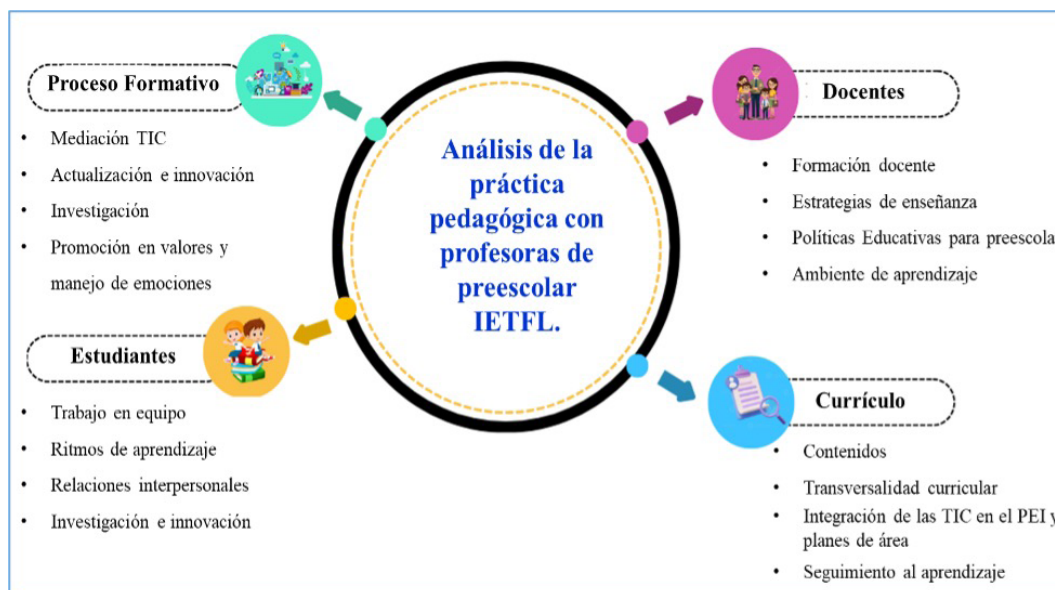 Proceso Formativo
Mediación TIC
Actualización e innovación
Investigación
Promoción en valores y
manejo de emociones
Estudiantes
Trabajo en equipo
Ritmos de aprendizaje
Relaciones interpersonales
Investigación e innovación
Análisis de la
práctica
pedagógica con
profesoras de
preescolar
IETFL.
Docentes
Formación docente
Estrategias de enseñanza
Políticas Educativas para preescola
Ambiente de aprendizaje
Currículo
Contenidos
Transversalidad curricular
Integración de las TIC en el PEI y
planes de área
Seguimiento al aprendizaje